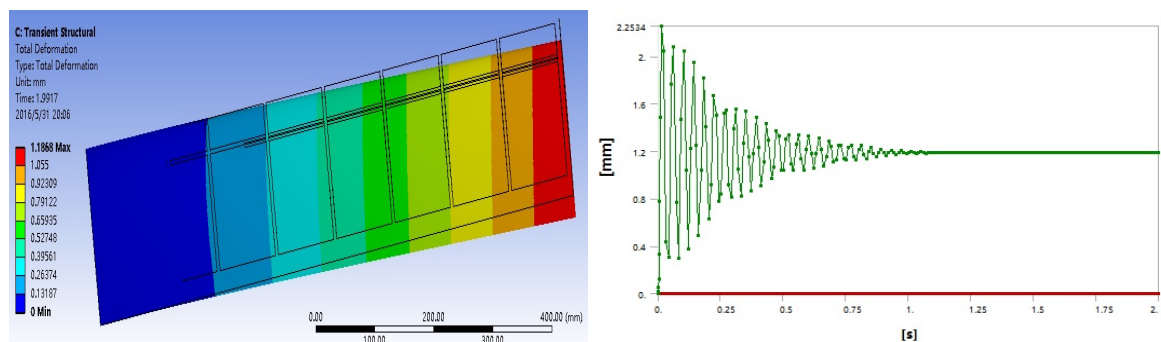 C: Transient Structural
Total Deformation
Type: Total Deformation
Unit: mm
Time: 1.9917
2016/5/31 20:06
1.1868 Max
1.055
0.92309
0.79122
0.65935
0.52748
0.39561
0.26374
0.13187
0 Min
0.00
200.00
400.00 (mm)
100.00
300.00
2.2534
2.
1.6
1.2
0.8
0.4
0.
[mm]
0.
0.25
0.5
0.75
1.
1.25
1.5
1.75
2.
[s]